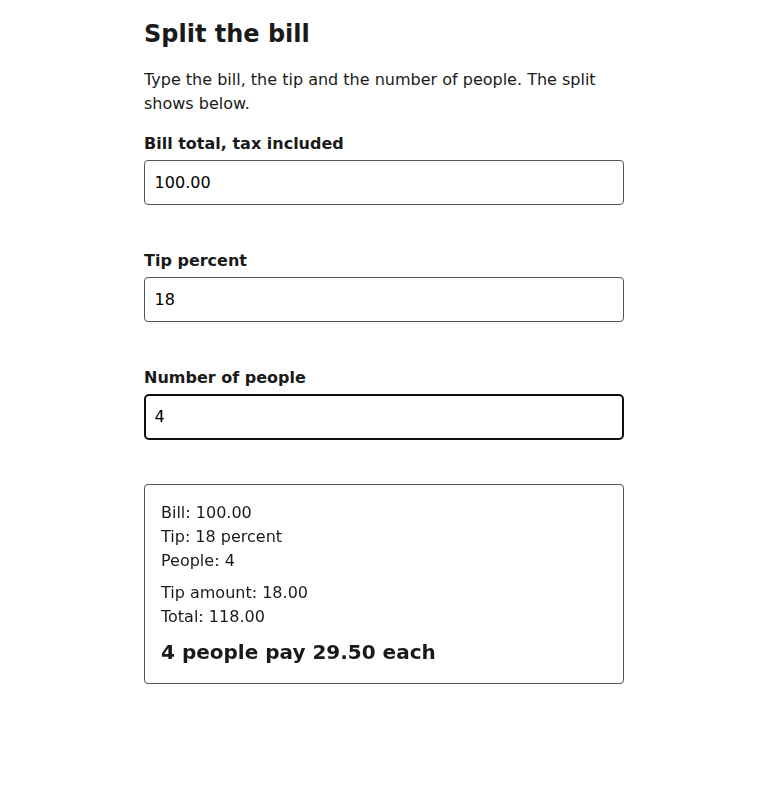 Split the bill
Type the bill, the tip and the number of people. The split
shows below.
Bill total, tax included
100.00
Tip percent
18
Number of people
4
Bill: 100.00
Tip: 18 percent
People: 4
Tip amount: 18.00
Total: 118.00
4 people pay 29.50 each